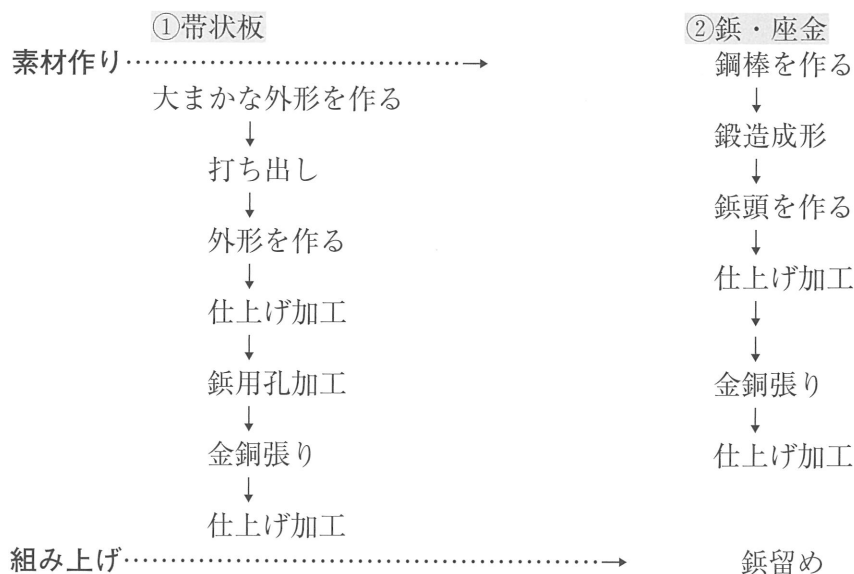 ①帯状板
②鋲・座金
素材作り…………………………………→
鋼棒を作る
大まかな外形を作る
↓
↓
鍛造成形
打ち出し
↓
↓
鋲頭を作る
外形を作る
↓
↓
仕上げ加工
仕上げ加工
↓
↓
↓
鋲用孔加工
金銅張り
↓
↓
金銅張り
仕上げ加工
↓
仕上げ加工
組み上げ………………………………………………→
鋲留め